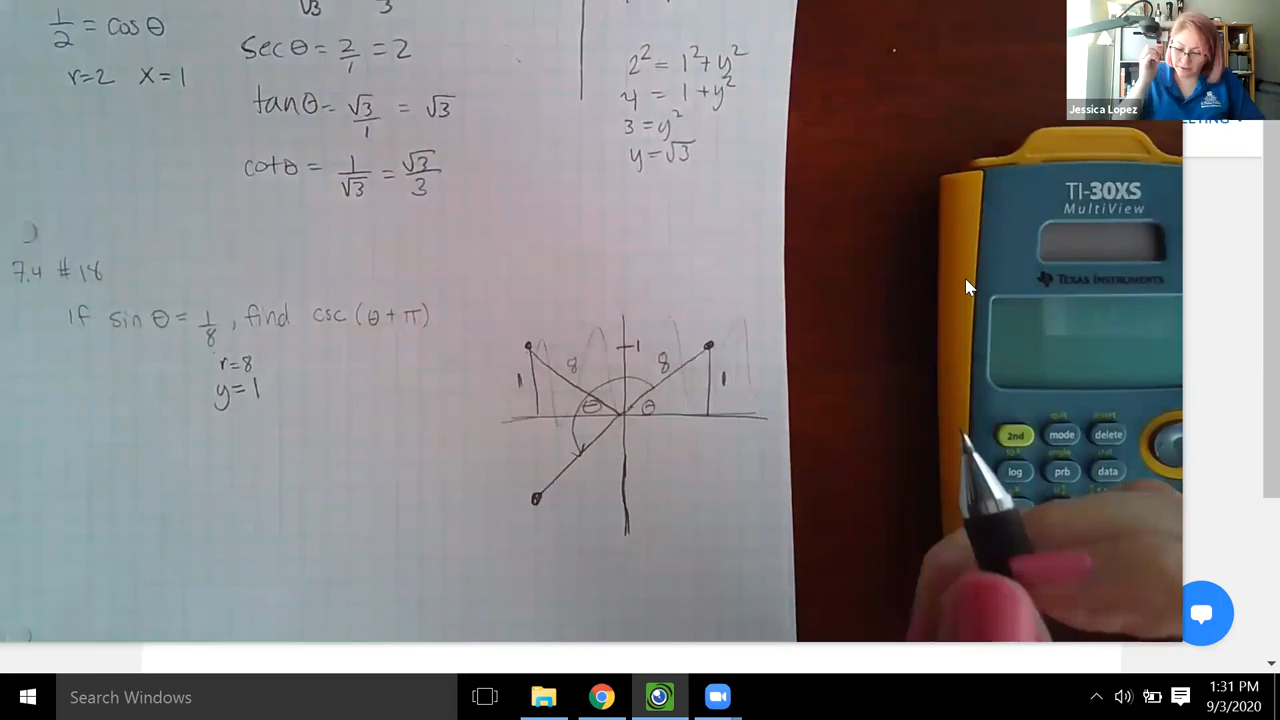 1/2 = cos θ
r=2 x=1
√3 3
sec θ = 2/1 = 2
tan θ = √3/1 = √3
cot θ = 1/√3 = √3/3
2² = 1² + y²
4 = 1 + y²
3 = y²
y = √3
7.4 # 18
If sin θ = 1/8, find csc (θ + π)
r=8
y=1
1
8
8
1
1
θ
θ
Jessica Lopez
TI-30XS
MultiView
TEXAS INSTRUMENTS
2nd mode delete
log prb data
Search Windows
1:31 PM
9/3/2020